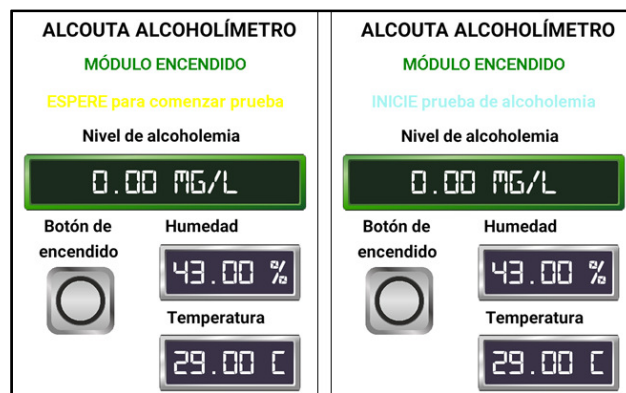 ALCOUTA ALCOHOLÍMETRO
MÓDULO ENCENDIDO
ESPERE para comenzar prueba
Nivel de alcoholemia
0.00 MG/L
Botón de
encendido
Humedad
43.00 %
Temperatura
29.00 C
ALCOUTA ALCOHOLÍMETRO
MÓDULO ENCENDIDO
INICIE prueba de alcoholemia
Nivel de alcoholemia
0.00 MG/L
Botón de
encendido
Humedad
43.00 %
Temperatura
29.00 C